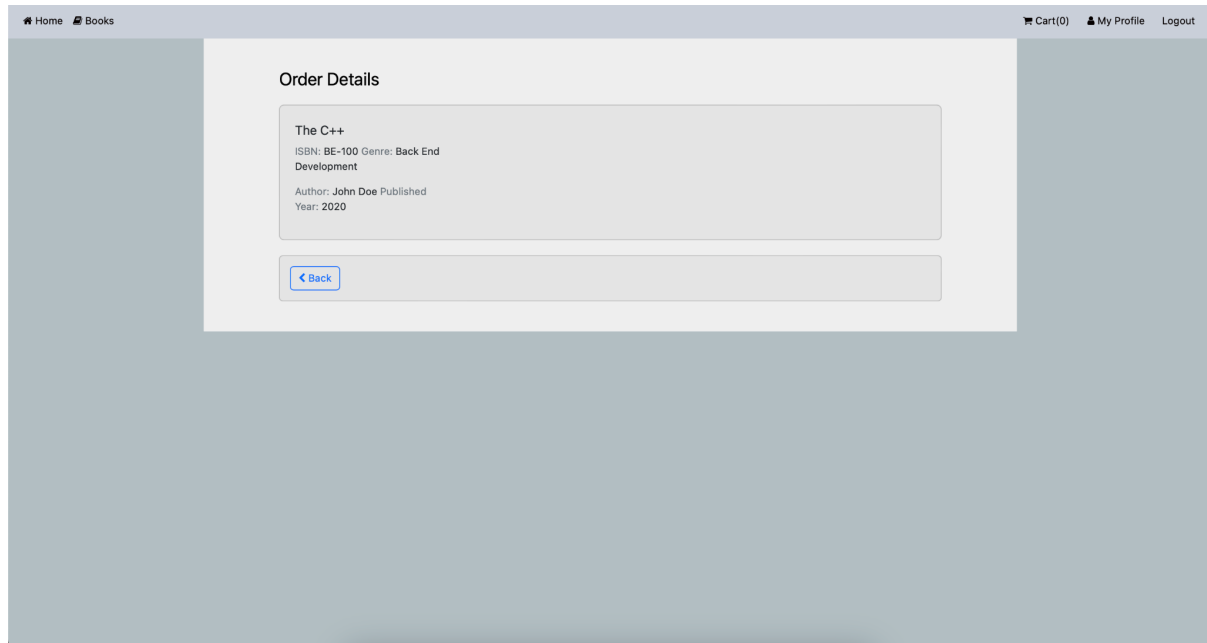 Home Books Cart(0) My Profile Logout
Order Details
The C++
ISBN: BE-100 Genre: Back End
Development
Author: John Doe Published
Year: 2020
Back